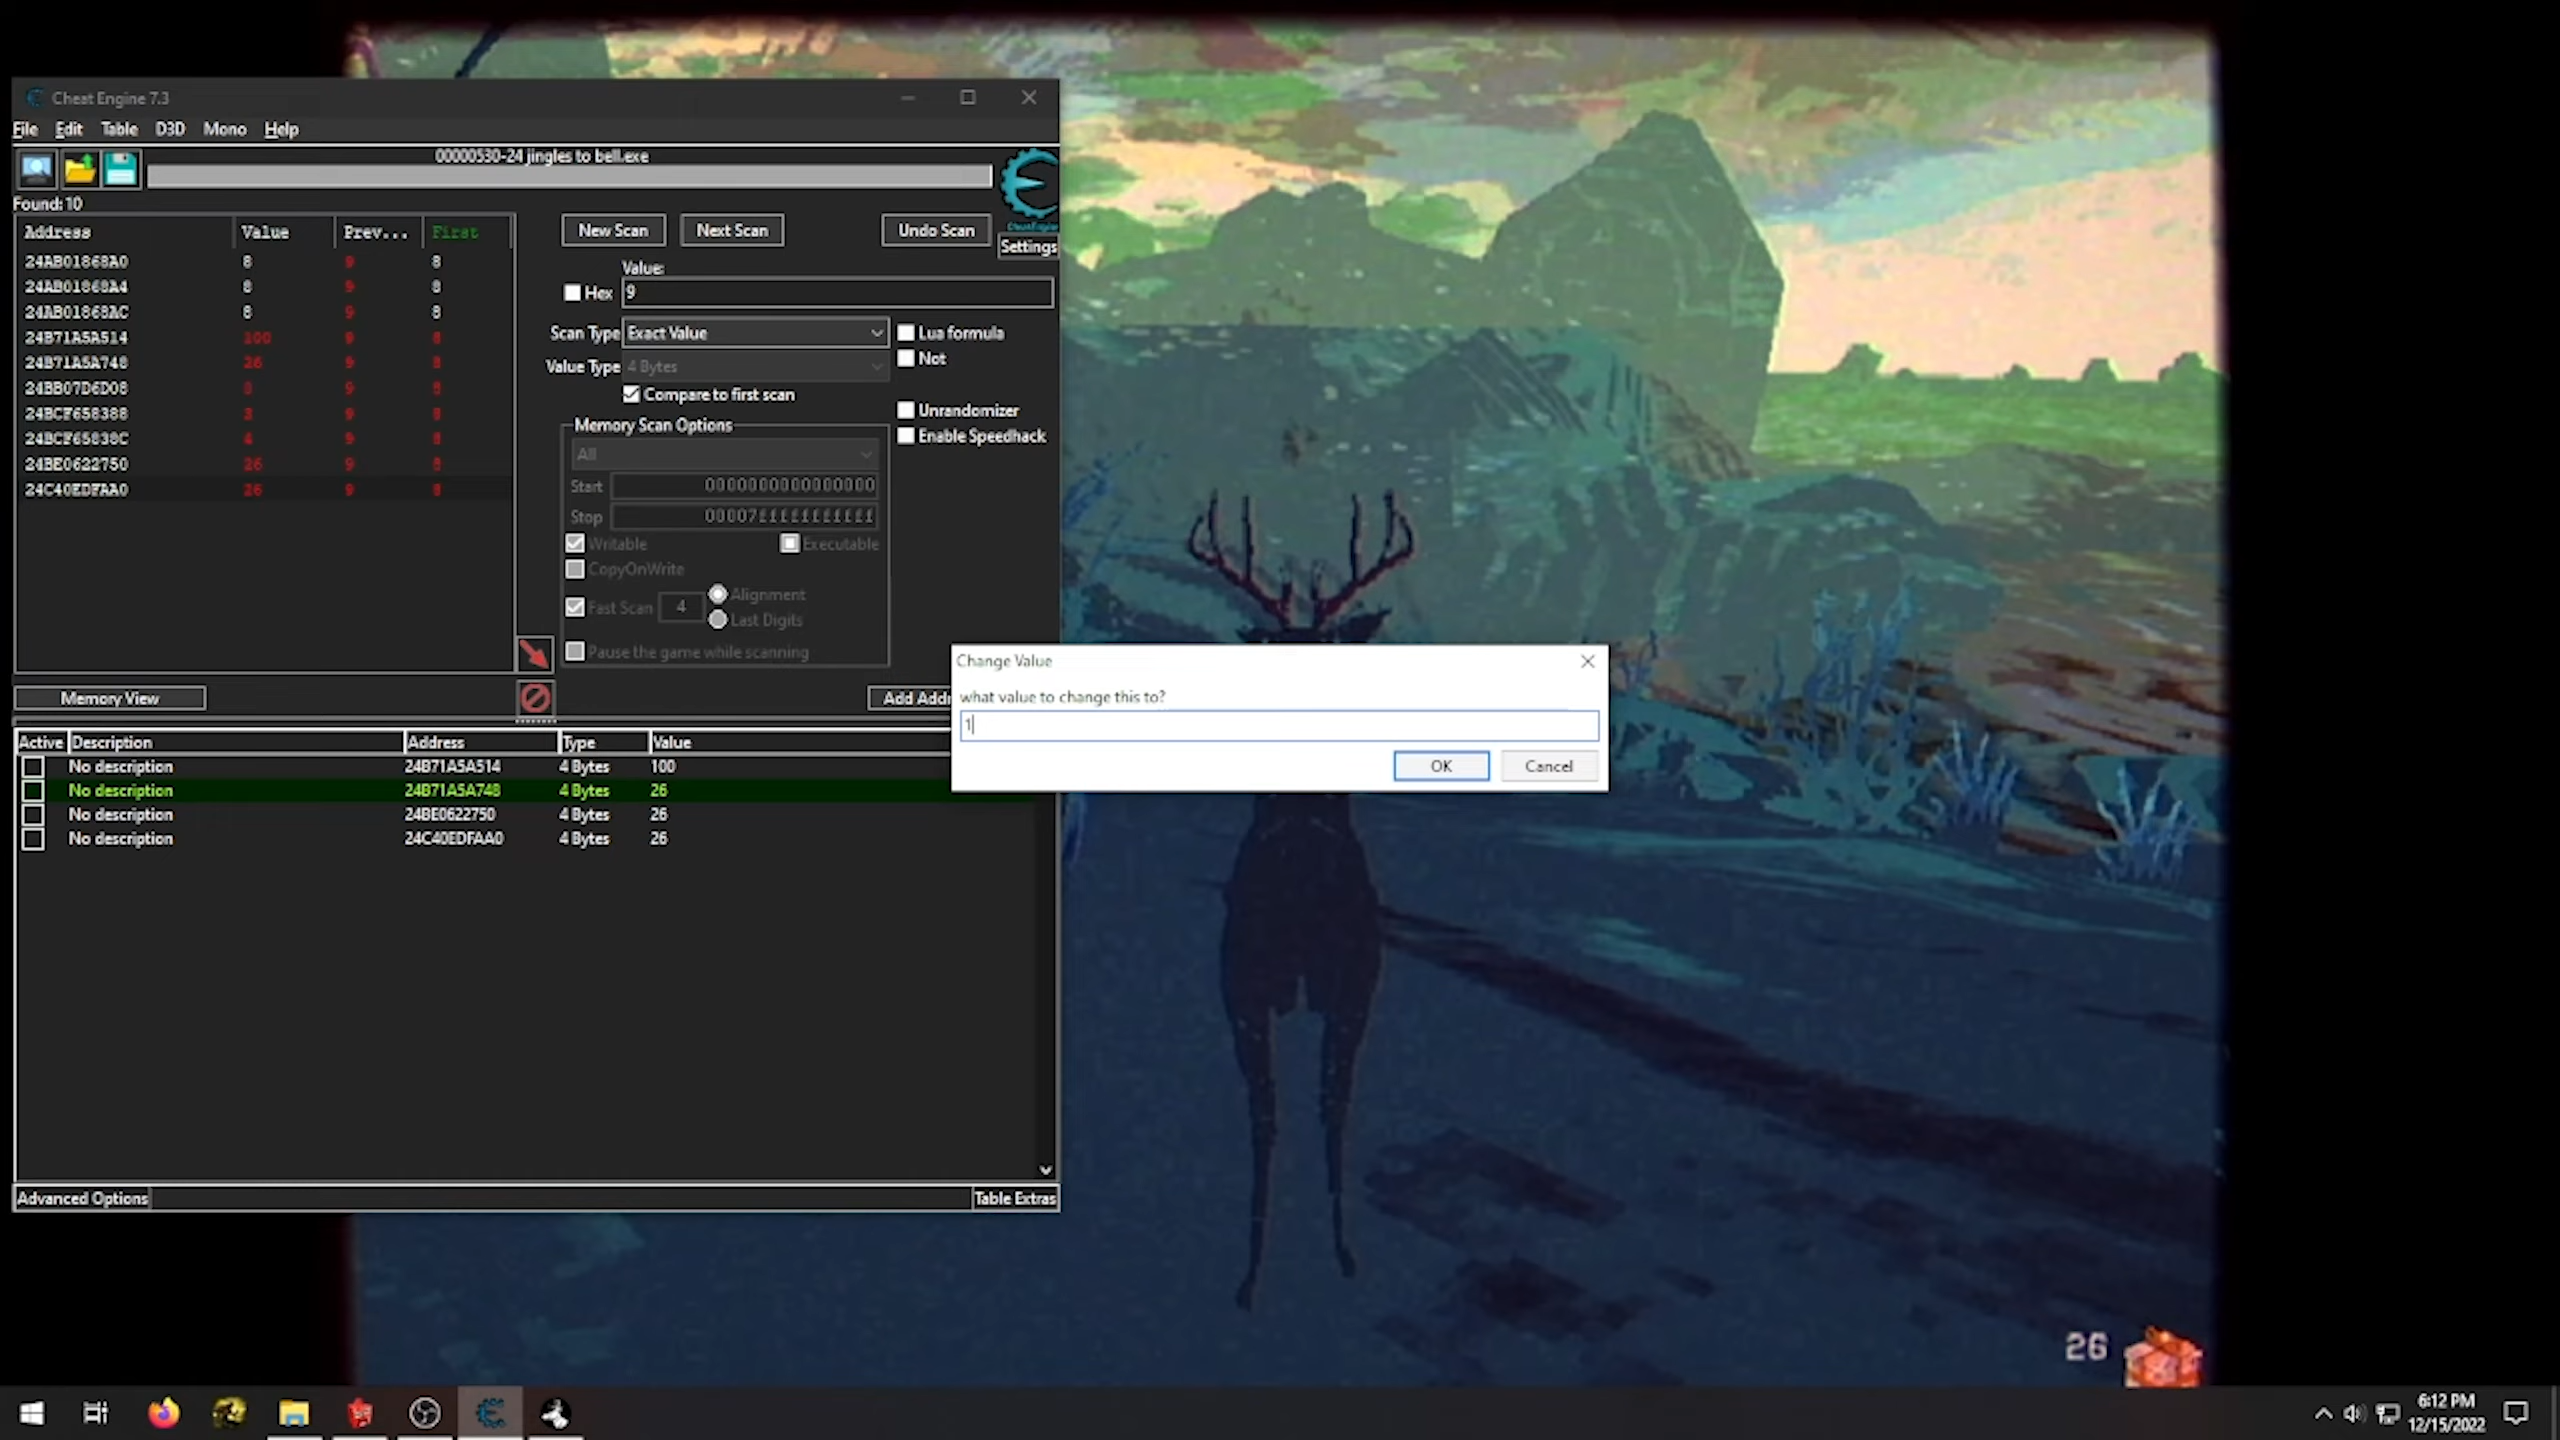 Cheat Engine 7.3
File Edit Table D3D Mono Help
00000530-24 jingles to bell.exe
Found: 10
Address Value Prev... First
24AB01868A0 8 9 8
24AB01868A4 8 9 8
24AB01868AC 8 9 8
24B71A5A514 100 9 8
24B71A5A748 26 9 8
24BB07D6D08 9 8
24BCF658388 3 9 8
24BCF65838C 4 9 8
24BE0622750 26 9 8
24C40EDFAA0 26 9 8
New Scan Next Scan Undo Scan
Settings
Value:
Hex 9
Scan Type Exact Value
Lua formula
Value Type 4 Bytes
Not
Compare to first scan
Unrandomizer
Enable Speedhack
Memory Scan Options
All
Start 0000000000000000
Stop 00007fffffffffff
Writable Executable
CopyOnWrite
Fast Scan 4 Alignment
Last Digits
Pause the game while scanning
Memory View
Add Addr
Change Value
what value to change this to?
1
OK Cancel
Active Description Address Type Value
No description 24B71A5A514 4 Bytes 100
No description 24B71A5A748 4 Bytes 26
No description 24BE0622750 4 Bytes 26
No description 24C40EDFAA0 4 Bytes 26
Advanced Options Table Extras
26
6:12 PM
12/15/2022